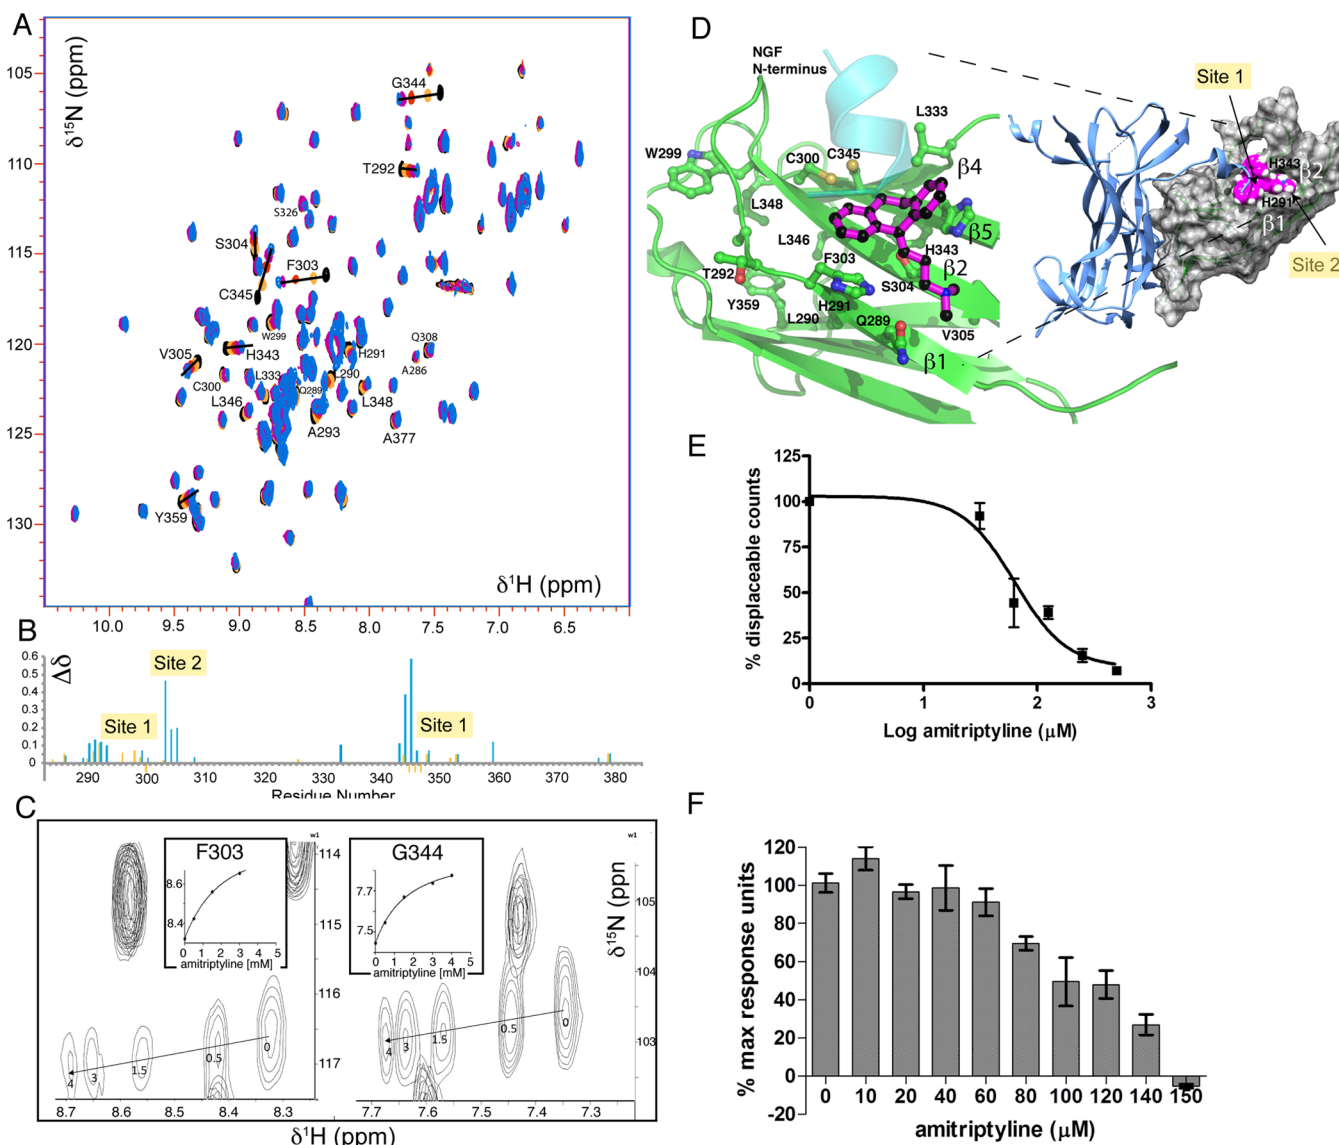 A
δ¹⁵N (ppm)
105
110
115
120
125
130
G344
T292
S326
S304
F303
C345
W299
V305
H343
H291
Q308
A286
C300
L333
L290
Q289
L346
L348
A293
A377
Y359
δ¹H (ppm)
10.0
9.0
8.5
8.0
7.5
7.0
6.5
B
Δδ
0.6
0.5
0.4
0.3
0.2
0.1
0
Site 2
Site 1
Site 1
290 300 310 320 330 340 350 360 370 380
Residue Number
C
F303
8.6
8.4
0 1 2 3 4 5
amitriptyline [mM]
w1
114
115
116
117
4 3 1.5 0.5 0
8.7 8.6 8.5 8.4 8.3
G344
7.7
7.5
0 1 2 3 4 5
amitriptyline [mM]
w1
δ¹⁵N (ppn
105
104
103
4 3 1.5 0.5 0
7.7 7.6 7.5 7.4 7.3
δ¹H (ppm)
D
NGF
N-terminus
L333
W299
C300
C345
β4
L348
β5
L346
H343
F303
β2
T292
S304
Y359
H291
L290
Q289
V305
β1
Site 1
H343
β2
H291
β1
Site 2
E
% displaceable counts
125
100
75
50
25
0
0 1 2 3
Log amitriptyline (μM)
F
% max response units
120
100
80
60
40
20
0
-20
0 10 20 40 60 80 100 120 140 150
amitriptyline (μM)